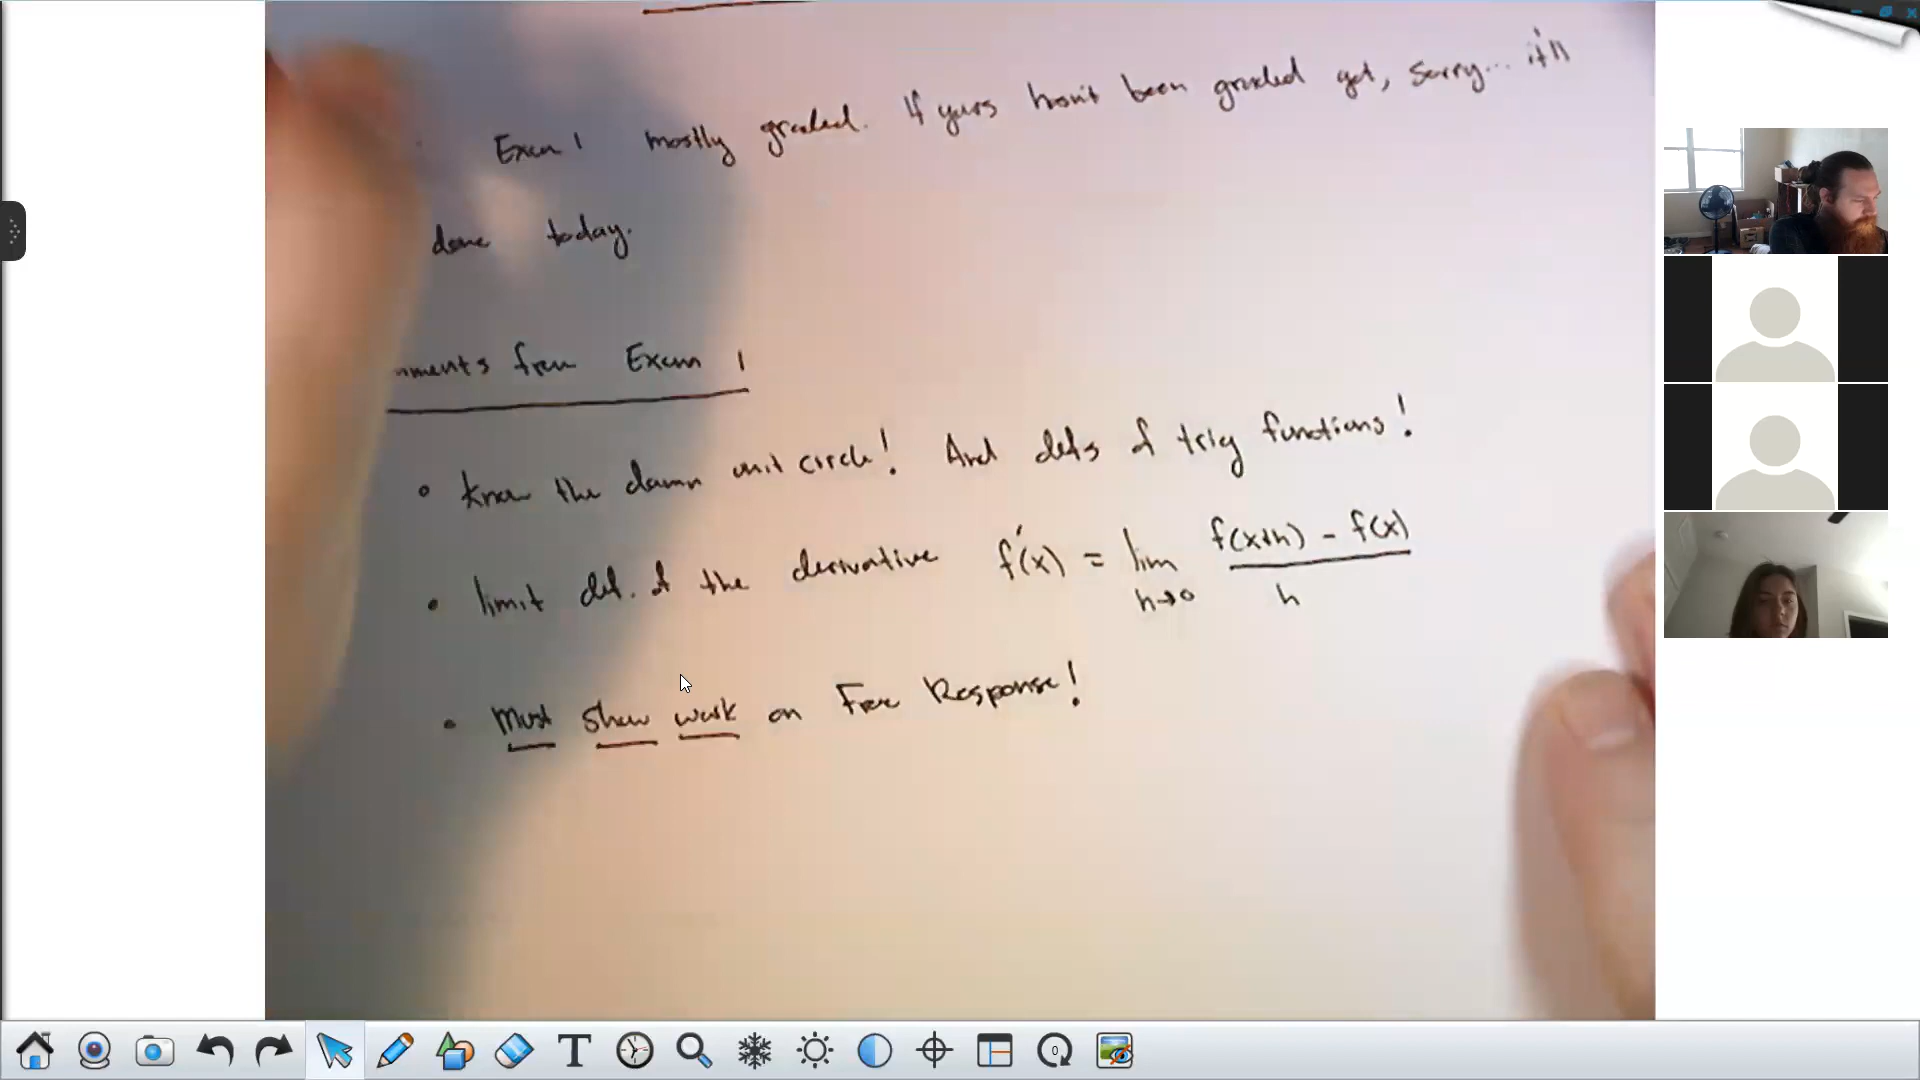 Exam 1 mostly graded. If yours hasn't been graded yet, sorry... it'll
done today.
mments from Exam 1
• Know the damn unit circle! And defs of trig functions!
• limit def. of the derivative f'(x) = lim h→0 f(x+h) - f(x) / h
• Must show work on Free Response!
T
0